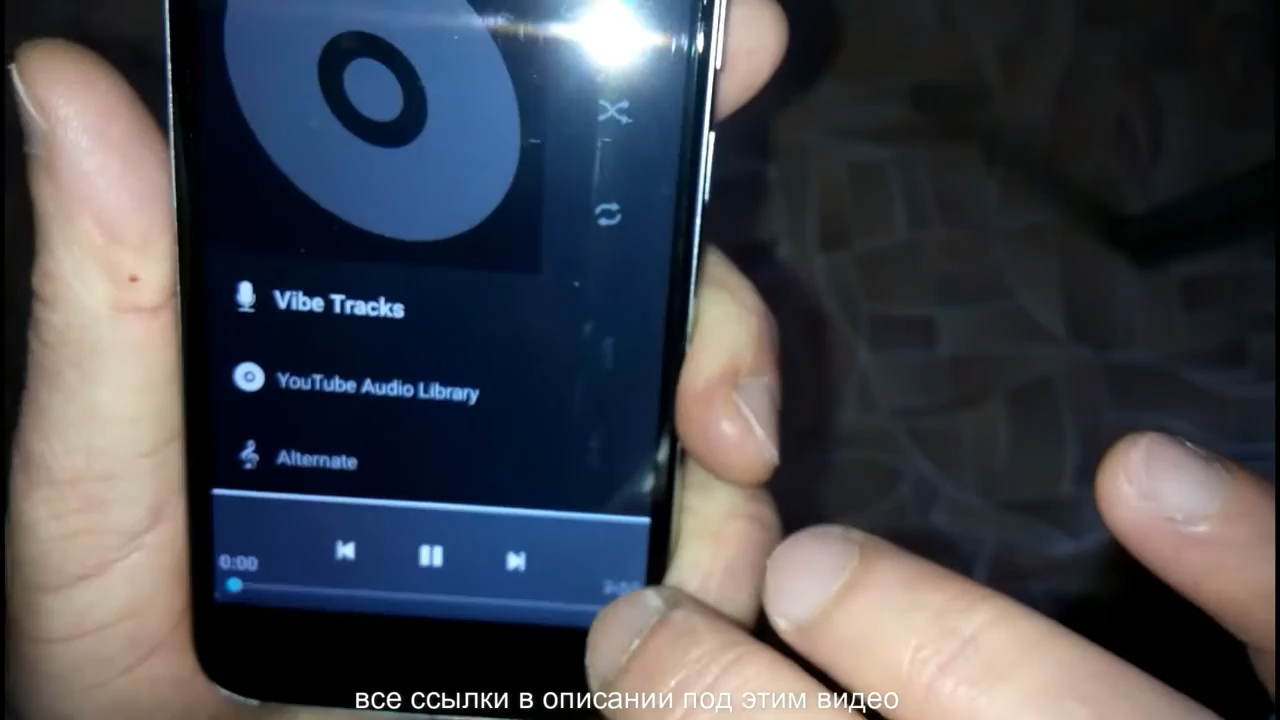 Vibe Tracks
YouTube Audio Library
Alternate
0:00
все ссылки в описании под этим видео